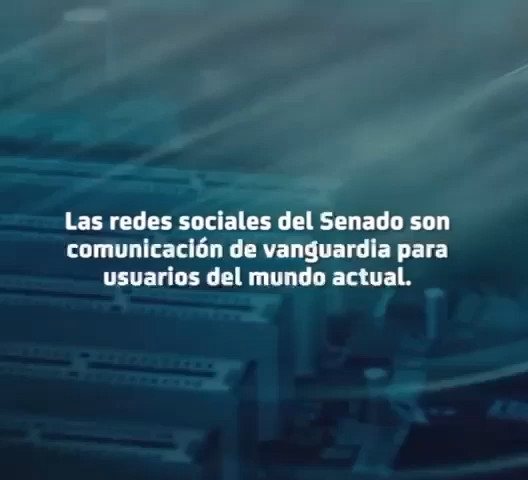 Las redes sociales del Senado son
comunicación de vanguardia para
usuarios del mundo actual.